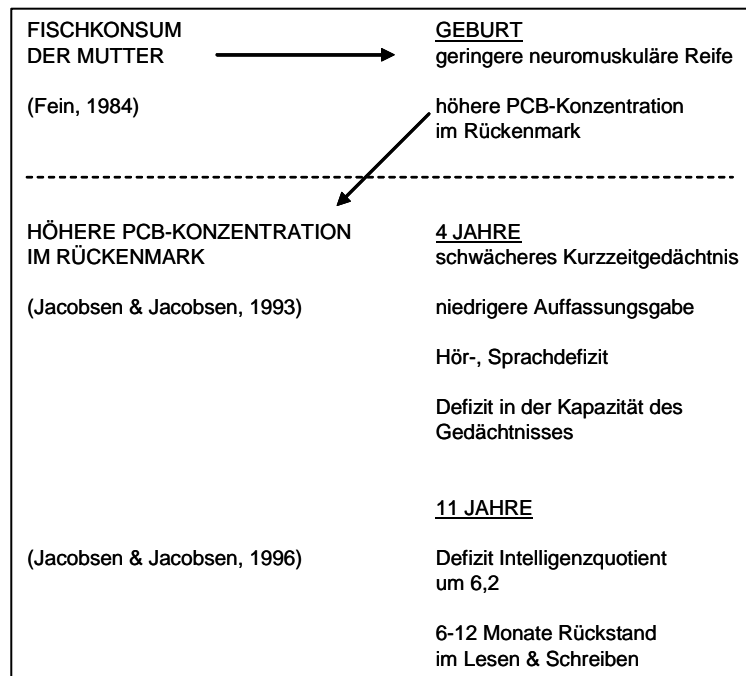 FISCHKONSUM
DER MUTTER
(Fein, 1984)
GEBURT
geringere neuromuskuläre Reife
höhere PCB-Konzentration
im Rückenmark
HÖHERE PCB-KONZENTRATION
IM RÜCKENMARK
(Jacobsen & Jacobsen, 1993)
4 JAHRE
schwächeres Kurzzeitgedächtnis
niedrigere Auffassungsgabe
Hör-, Sprachdefizit
Defizit in der Kapazität des
Gedächtnisses
(Jacobsen & Jacobsen, 1996)
11 JAHRE
Defizit Intelligenzquotient
um 6,2
6-12 Monate Rückstand
im Lesen & Schreiben